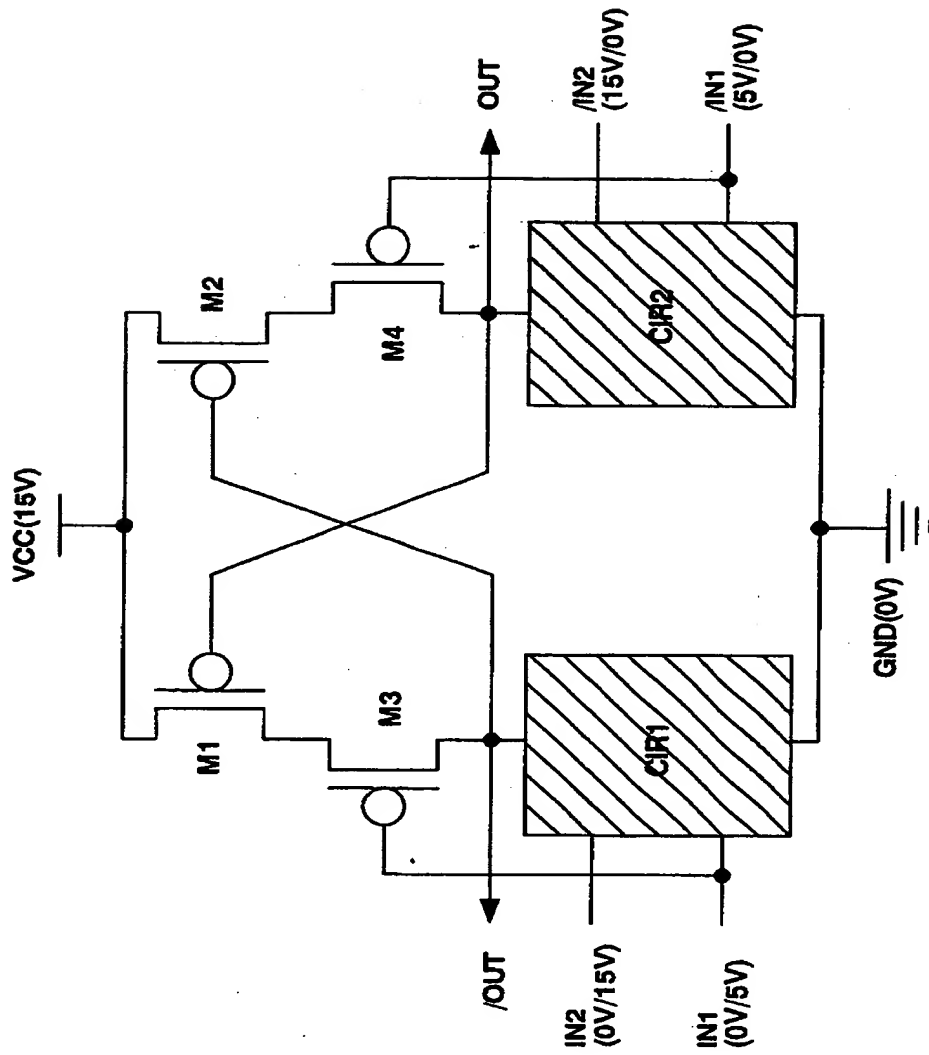 VCC(15V)
M1
M2
M3
M4
/OUT
OUT
CIR1
CIR2
IN2
(0V/15V)
IN1
(0V/5V)
/IN2
(15V/0V)
/IN1
(5V/0V)
GND(0V)